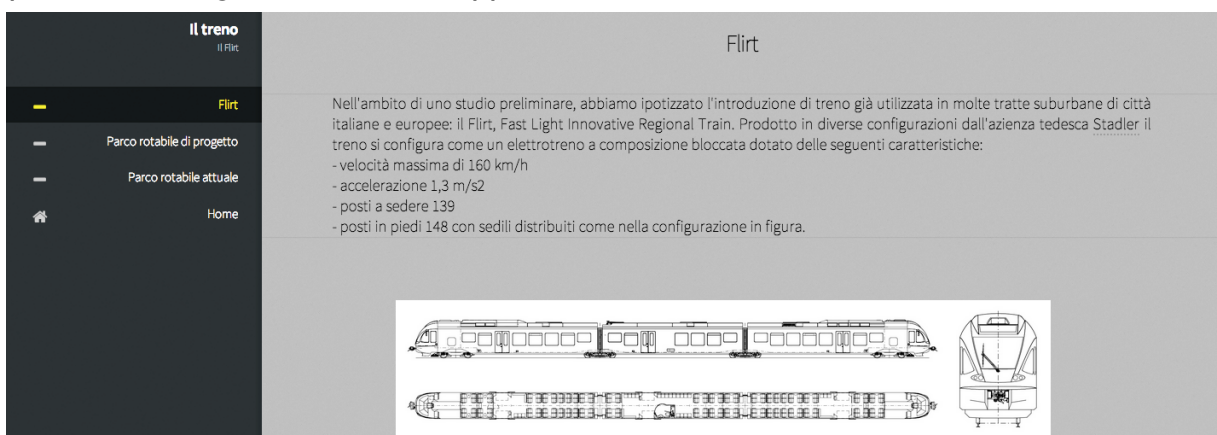 Il treno
Il Flirt
Flirt
Parco rotabile di progetto
Parco rotabile attuale
Home
Flirt
Nell'ambito di uno studio preliminare, abbiamo ipotizzato l'introduzione di treno già utilizzata in molte tratte suburbane di città
italiane e europee: il Flirt, Fast Light Innovative Regional Train. Prodotto in diverse configurazioni dall'azienza tedesca Stadler il
treno si configura come un elettrotreno a composizione bloccata dotato delle seguenti caratteristiche:
- velocità massima di 160 km/h
- accelerazione 1,3 m/s2
- posti a sedere 139
- posti in piedi 148 con sedili distribuiti come nella configurazione in figura.